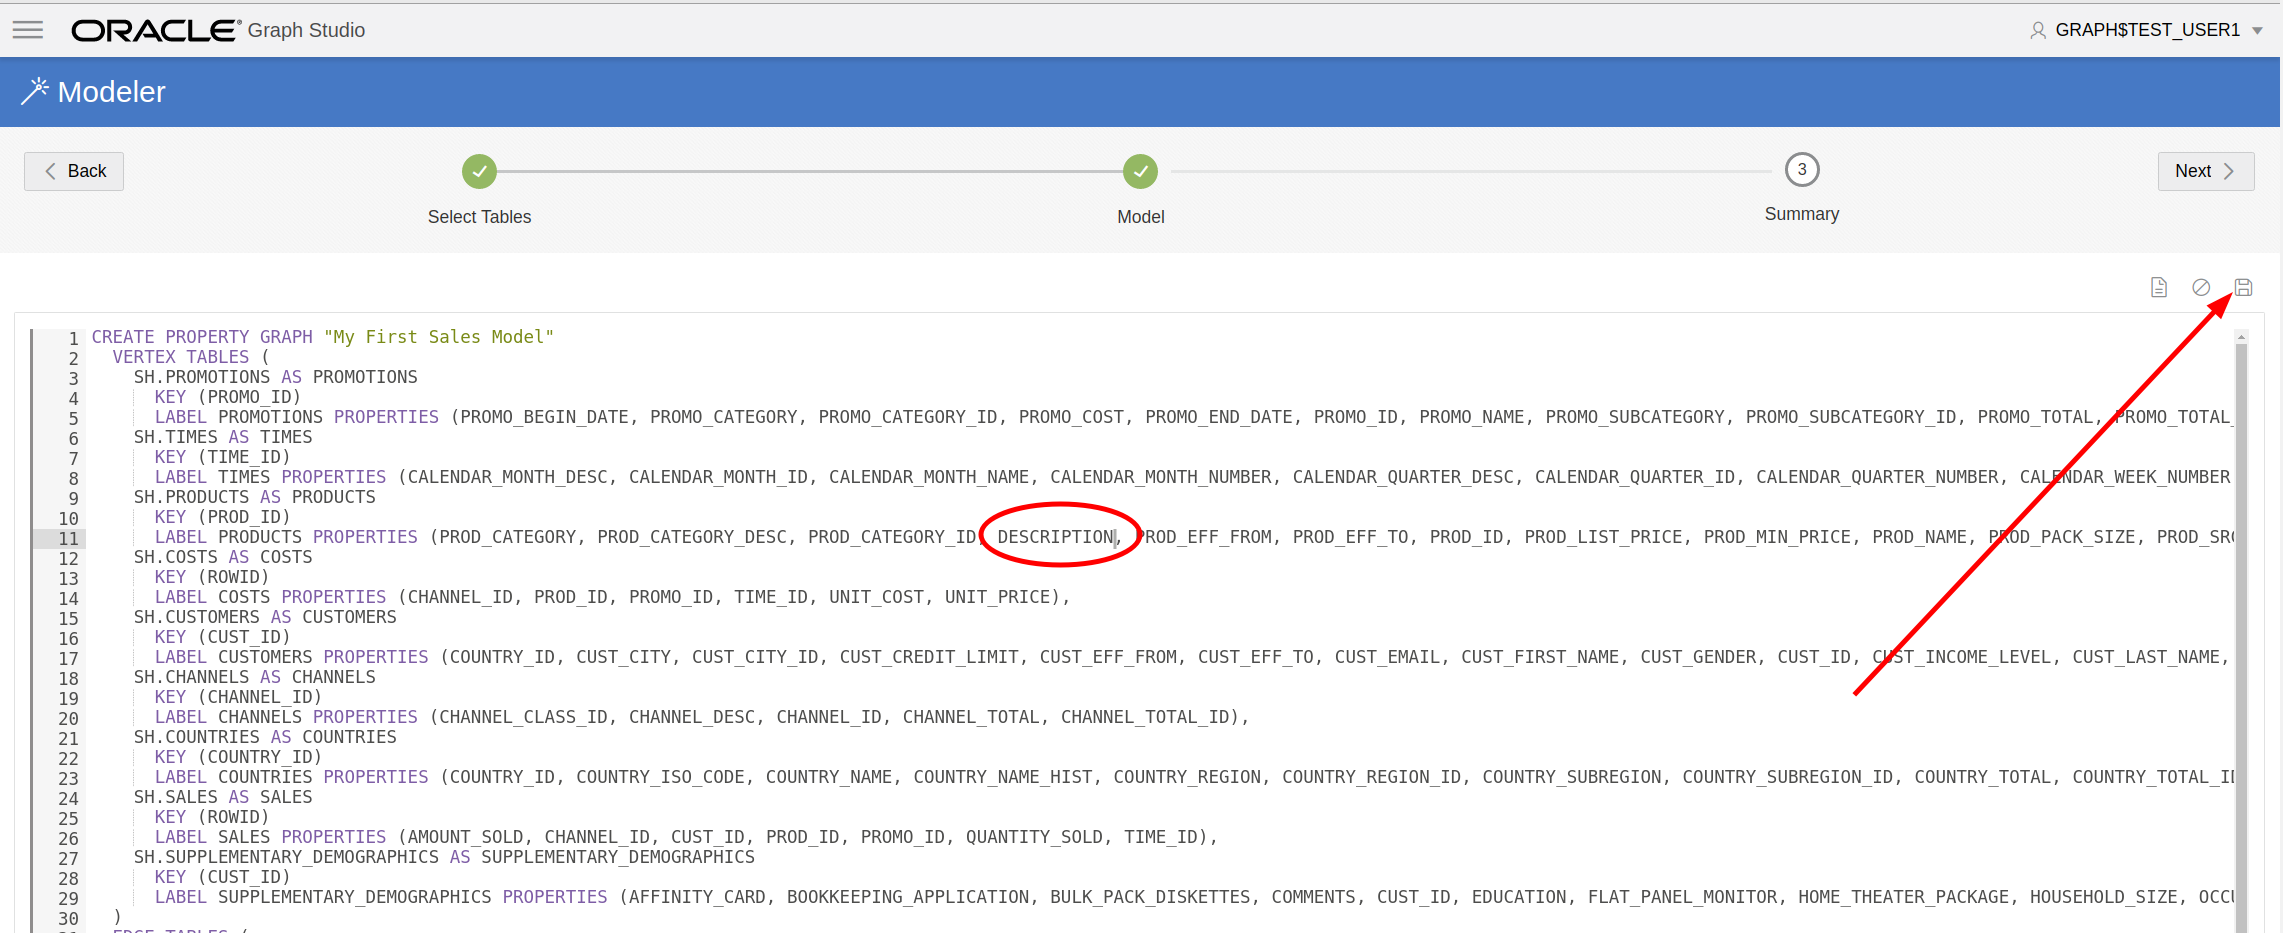 ORACLE® Graph Studio
GRAPH$TEST_USER1
Modeler
Back
Next
3
Select Tables
Model
Summary
1 CREATE PROPERTY GRAPH "My First Sales Model"
2 VERTEX TABLES (
3 SH.PROMOTIONS AS PROMOTIONS
4 KEY (PROMO_ID)
5 LABEL PROMOTIONS PROPERTIES (PROMO_BEGIN_DATE, PROMO_CATEGORY, PROMO_CATEGORY_ID, PROMO_COST, PROMO_END_DATE, PROMO_ID, PROMO_NAME, PROMO_SUBCATEGORY, PROMO_SUBCATEGORY_ID, PROMO_TOTAL, PROMO_TOTAL_
6 SH.TIMES AS TIMES
7 KEY (TIME_ID)
8 LABEL TIMES PROPERTIES (CALENDAR_MONTH_DESC, CALENDAR_MONTH_ID, CALENDAR_MONTH_NAME, CALENDAR_MONTH_NUMBER, CALENDAR_QUARTER_DESC, CALENDAR_QUARTER_ID, CALENDAR_QUARTER_NUMBER, CALENDAR_WEEK_NUMBER
9 SH.PRODUCTS AS PRODUCTS
10 KEY (PROD_ID)
11 LABEL PRODUCTS PROPERTIES (PROD_CATEGORY, PROD_CATEGORY_DESC, PROD_CATEGORY_ID, DESCRIPTION, PROD_EFF_FROM, PROD_EFF_TO, PROD_ID, PROD_LIST_PRICE, PROD_MIN_PRICE, PROD_NAME, PROD_PACK_SIZE, PROD_SRC
12 SH.COSTS AS COSTS
13 KEY (ROWID)
14 LABEL COSTS PROPERTIES (CHANNEL_ID, PROD_ID, PROMO_ID, TIME_ID, UNIT_COST, UNIT_PRICE),
15 SH.CUSTOMERS AS CUSTOMERS
16 KEY (CUST_ID)
17 LABEL CUSTOMERS PROPERTIES (COUNTRY_ID, CUST_CITY, CUST_CITY_ID, CUST_CREDIT_LIMIT, CUST_EFF_FROM, CUST_EFF_TO, CUST_EMAIL, CUST_FIRST_NAME, CUST_GENDER, CUST_ID, CUST_INCOME_LEVEL, CUST_LAST_NAME,
18 SH.CHANNELS AS CHANNELS
19 KEY (CHANNEL_ID)
20 LABEL CHANNELS PROPERTIES (CHANNEL_CLASS_ID, CHANNEL_DESC, CHANNEL_ID, CHANNEL_TOTAL, CHANNEL_TOTAL_ID),
21 SH.COUNTRIES AS COUNTRIES
22 KEY (COUNTRY_ID)
23 LABEL COUNTRIES PROPERTIES (COUNTRY_ID, COUNTRY_ISO_CODE, COUNTRY_NAME, COUNTRY_NAME_HIST, COUNTRY_REGION, COUNTRY_REGION_ID, COUNTRY_SUBREGION, COUNTRY_SUBREGION_ID, COUNTRY_TOTAL, COUNTRY_TOTAL_ID
24 SH.SALES AS SALES
25 KEY (ROWID)
26 LABEL SALES PROPERTIES (AMOUNT_SOLD, CHANNEL_ID, CUST_ID, PROD_ID, PROMO_ID, QUANTITY_SOLD, TIME_ID),
27 SH.SUPPLEMENTARY_DEMOGRAPHICS AS SUPPLEMENTARY_DEMOGRAPHICS
28 KEY (CUST_ID)
29 LABEL SUPPLEMENTARY_DEMOGRAPHICS PROPERTIES (AFFINITY_CARD, BOOKKEEPING_APPLICATION, BULK_PACK_DISKETTES, COMMENTS, CUST_ID, EDUCATION, FLAT_PANEL_MONITOR, HOME_THEATER_PACKAGE, HOUSEHOLD_SIZE, OCCU
30 )
31 EDGE TABLES (